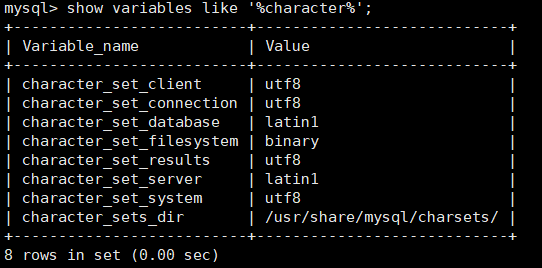 mysql> show variables like '%character%';
+--------------------------+----------------------------+
| Variable_name            | Value                      |
+--------------------------+----------------------------+
| character_set_client     | utf8                       |
| character_set_connection | utf8                       |
| character_set_database   | latin1                     |
| character_set_filesystem | binary                     |
| character_set_results    | utf8                       |
| character_set_server     | latin1                     |
| character_set_system     | utf8                       |
| character_sets_dir       | /usr/share/mysql/charsets/ |
+--------------------------+----------------------------+
8 rows in set (0.00 sec)